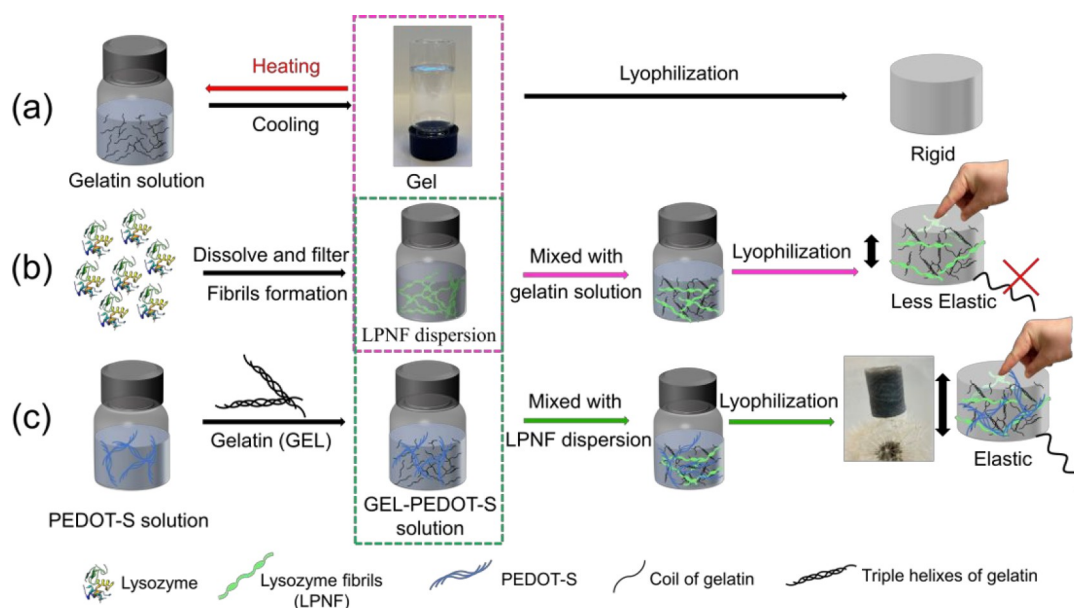 (a)
Heating
Cooling
Lyophilization
Gelatin solution
Gel
Rigid
(b)
Dissolve and filter
Fibrils formation
LPNF dispersion
Mixed with
gelatin solution
Lyophilization
Less Elastic
(c)
Gelatin (GEL)
Mixed with
LPNF dispersion
Lyophilization
Elastic
PEDOT-S solution
GEL-PEDOT-S
solution
Lysozyme
Lysozyme fibrils
(LPNF)
PEDOT-S
Coil of gelatin
Triple helixes of gelatin